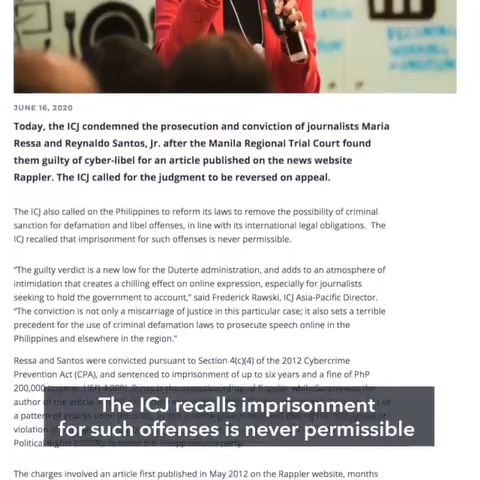 JUNE 16, 2020
Today, the ICJ condemned the prosecution and conviction of journalists Maria
Ressa and Reynaldo Santos, Jr. after the Manila Regional Trial Court found
them guilty of cyber-libel for an article published on the news website
Rappler. The ICJ called for the judgment to be reversed on appeal.
The ICJ also called on the Philippines to reform its laws to remove the possibility of criminal
sanction for defamation and libel offenses, in line with its international legal obligations. The
ICJ recalled that imprisonment for such offenses is never permissible.
“The guilty verdict is a new low for the Duterte administration, and adds to an atmosphere of
intimidation that creates a chilling effect on online expression, especially for journalists
seeking to hold the government to account,” said Frederick Rawski, ICJ Asia-Pacific Director.
“The conviction is not only a miscarriage of justice in this particular case; it also sets a terrible
precedent for the use of criminal defamation laws to prosecute speech online in the
Philippines and elsewhere in the region.”
Ressa and Santos were convicted pursuant to Section 4(c)(4) of the 2012 Cybercrime
Prevention Act (CPA), and sentenced to imprisonment of up to six years and a fine of PhP
200,000
author of the article
a pattern of attacks
violation
Political
The ICJ recalls imprisonment
for such offenses is never permissible
The charges involved an article first published in May 2012 on the Rappler website, months